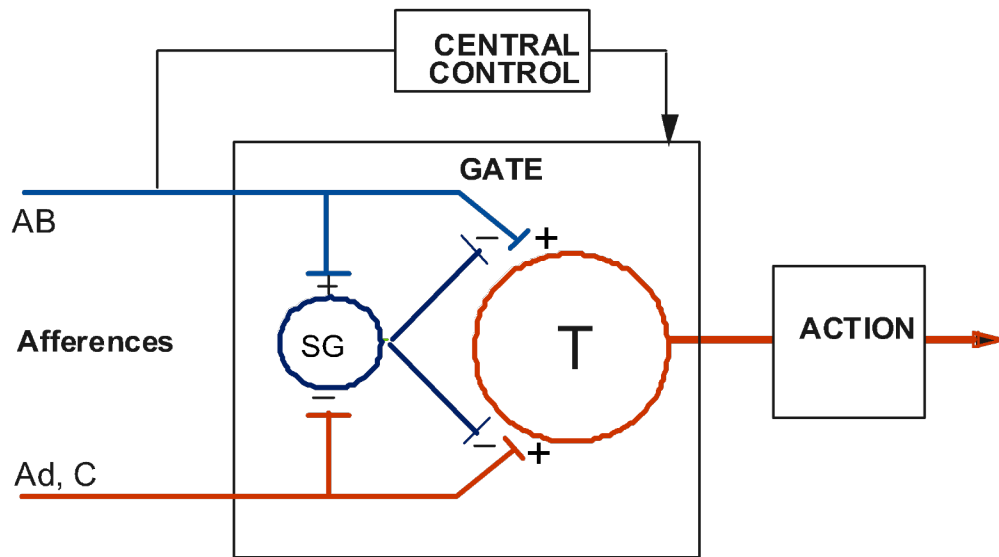 CENTRAL
CONTROL
GATE
AB
–
+
+
Afferences
SG
T
ACTION
–
–
+
Ad, C